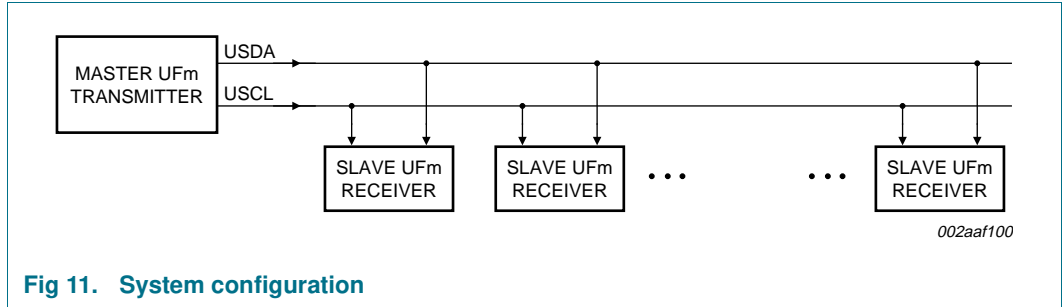 USDA
MASTER UFm
TRANSMITTER
USCL
SLAVE UFm
RECEIVER
SLAVE UFm
RECEIVER
SLAVE UFm
RECEIVER
002aaf100
Fig 11. System configuration